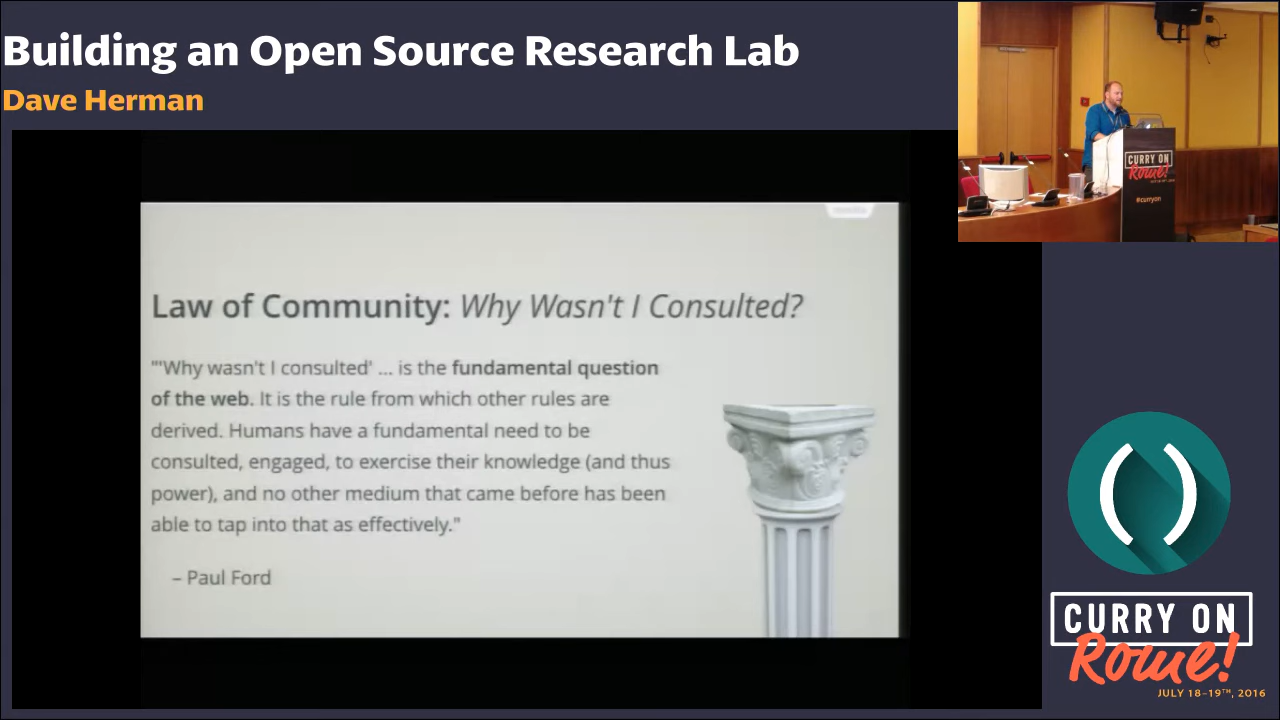 Building an Open Source Research Lab
Dave Herman
Law of Community: Why Wasn't I Consulted?
"'Why wasn't I consulted' ... is the fundamental question
of the web. It is the rule from which other rules are
derived. Humans have a fundamental need to be
consulted, engaged, to exercise their knowledge (and thus
power), and no other medium that came before has been
able to tap into that as effectively."
– Paul Ford
CURRY ON
Rome!
#curryon
()
CURRY ON
Rome!
JULY 18-19TH, 2016